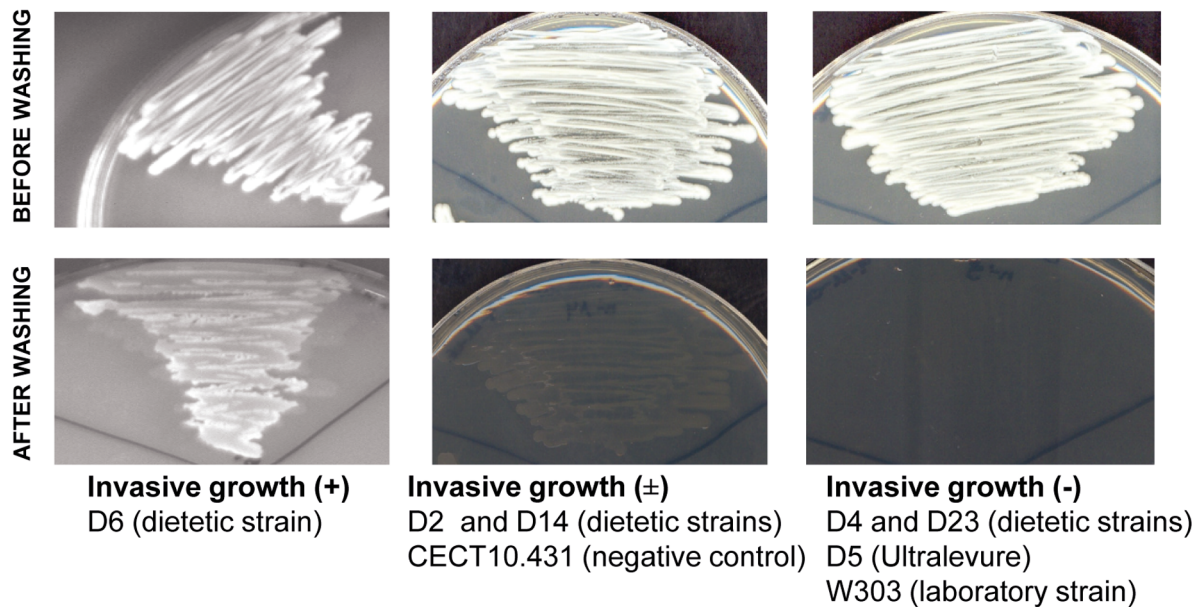 BEFORE WASHING
AFTER WASHING
Invasive growth (+)
D6 (dietetic strain)
Invasive growth (±)
D2 and D14 (dietetic strains)
CECT10.431 (negative control)
Invasive growth (-)
D4 and D23 (dietetic strains)
D5 (Ultralevure)
W303 (laboratory strain)